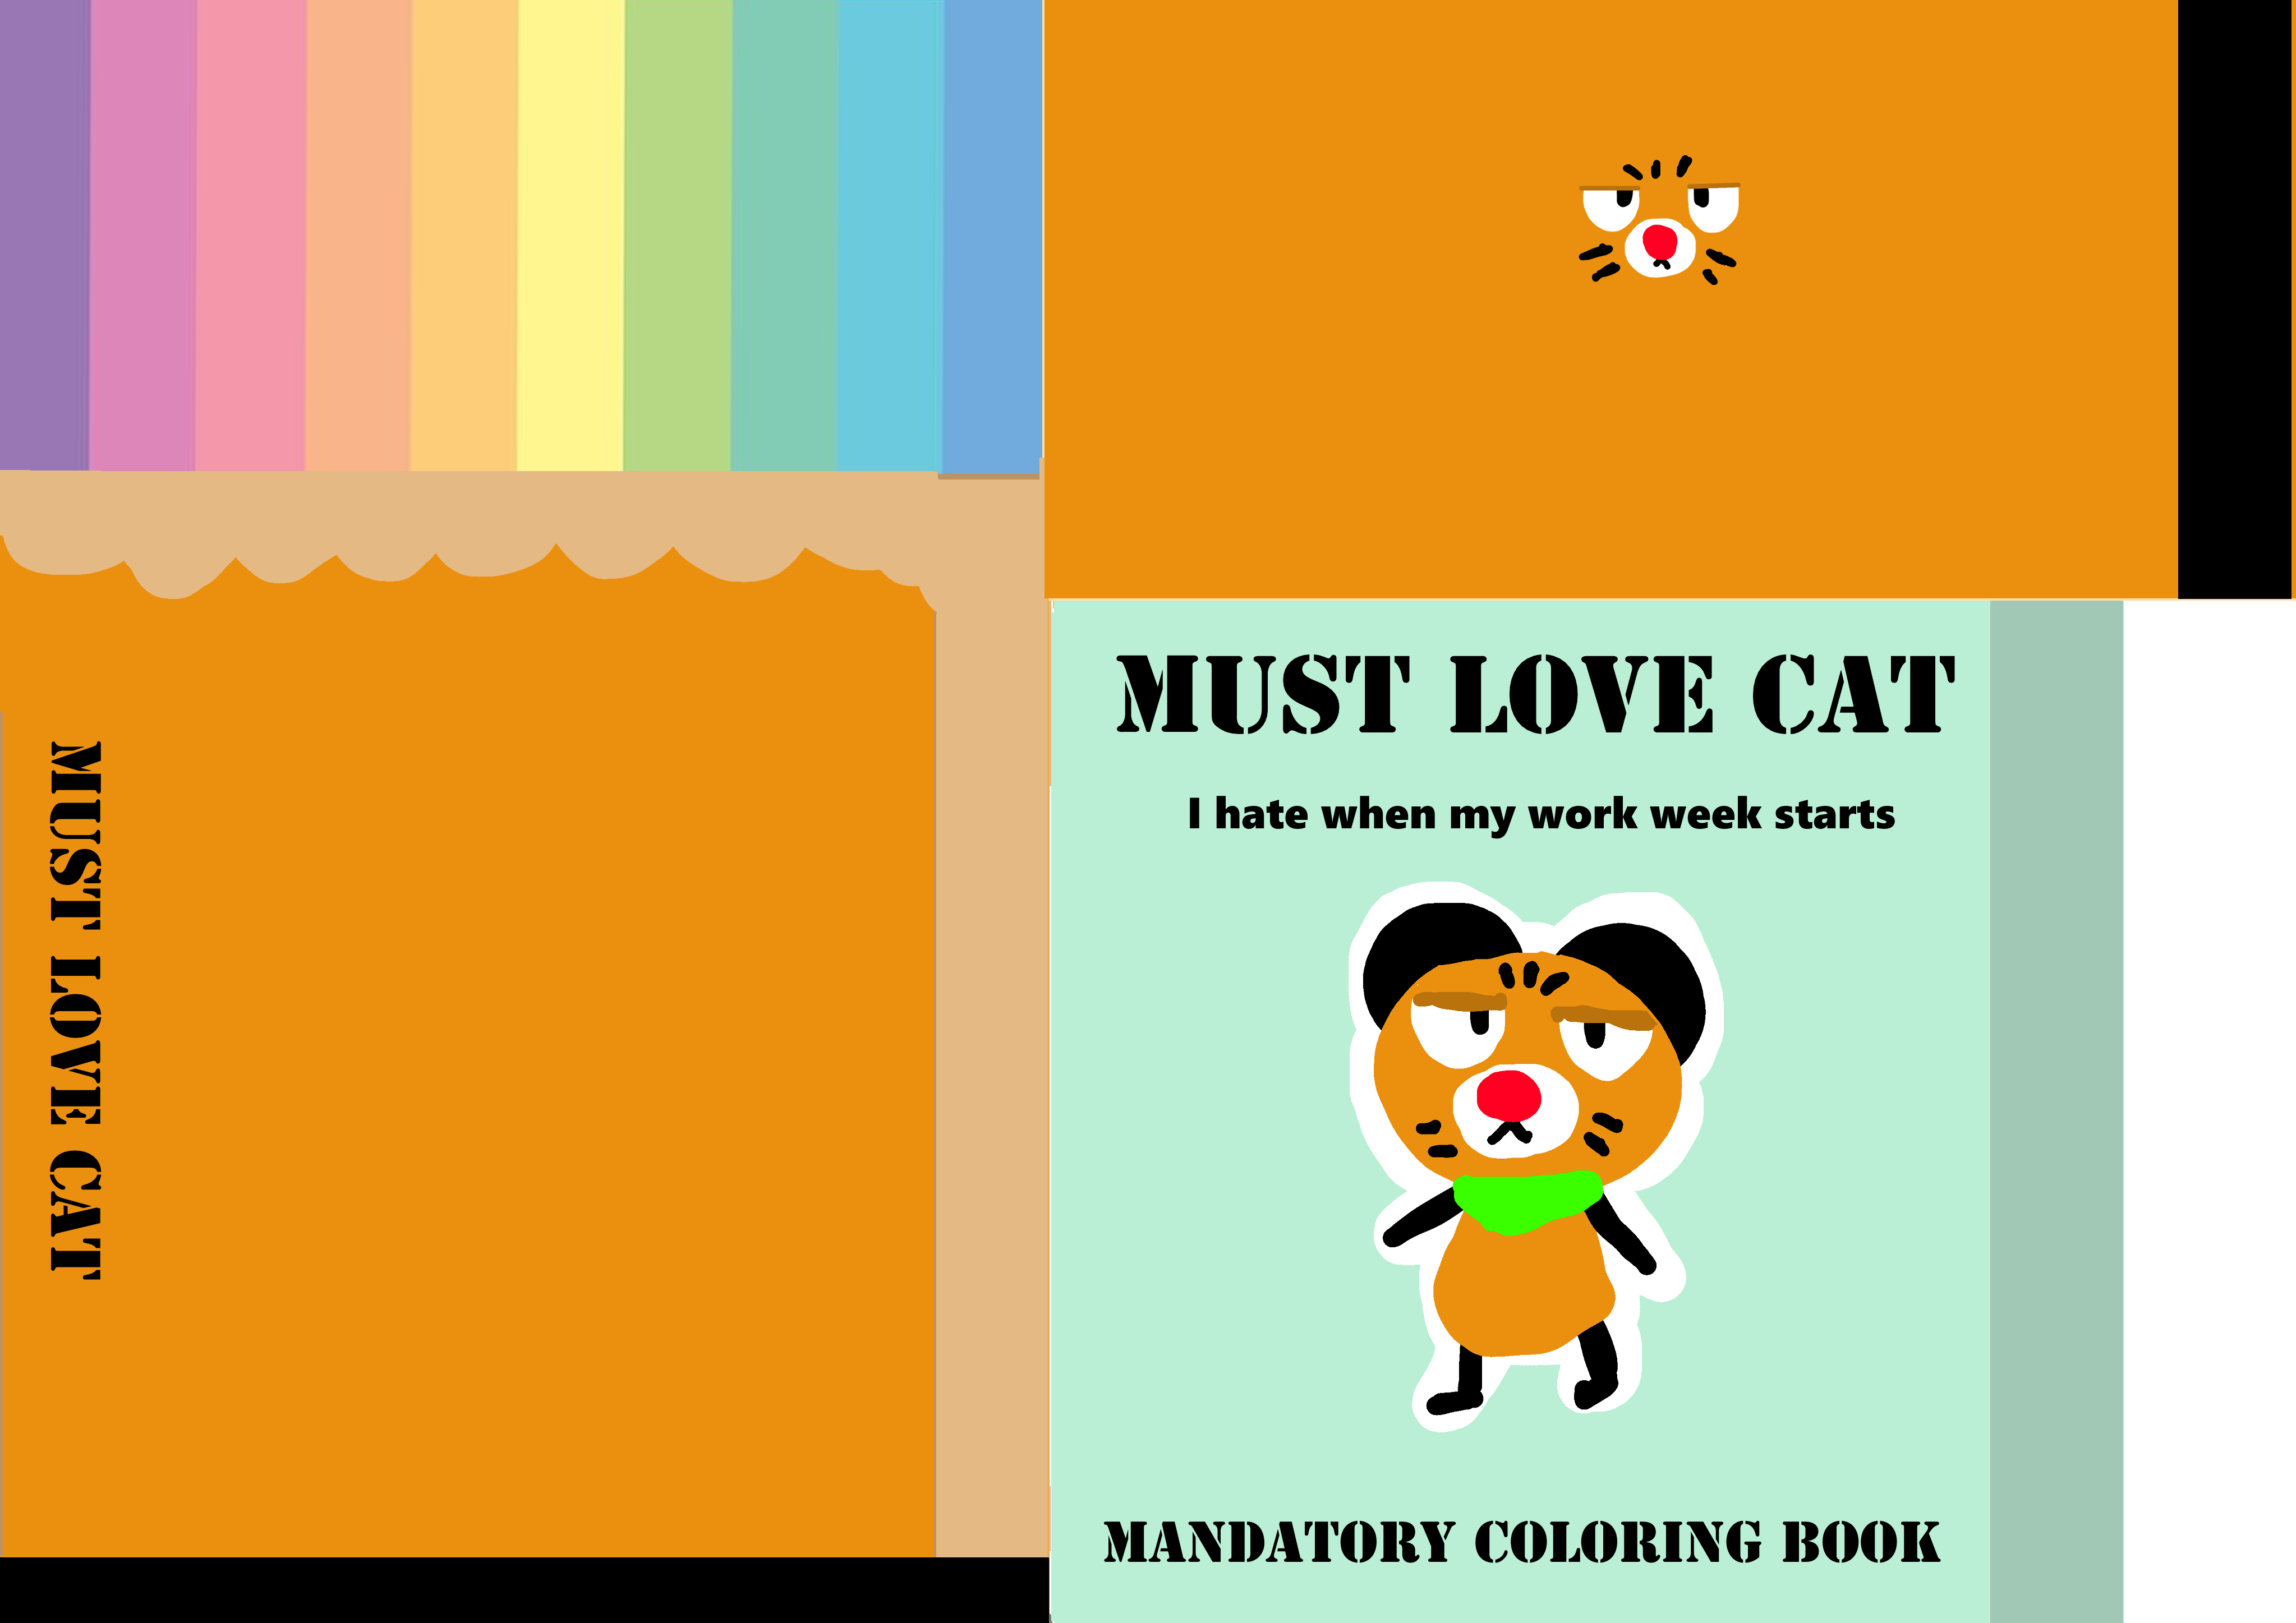 MUST LOVE CAT
MUST LOVE CAT
I hate when my work week starts
MANDATORY COLORING BOOK